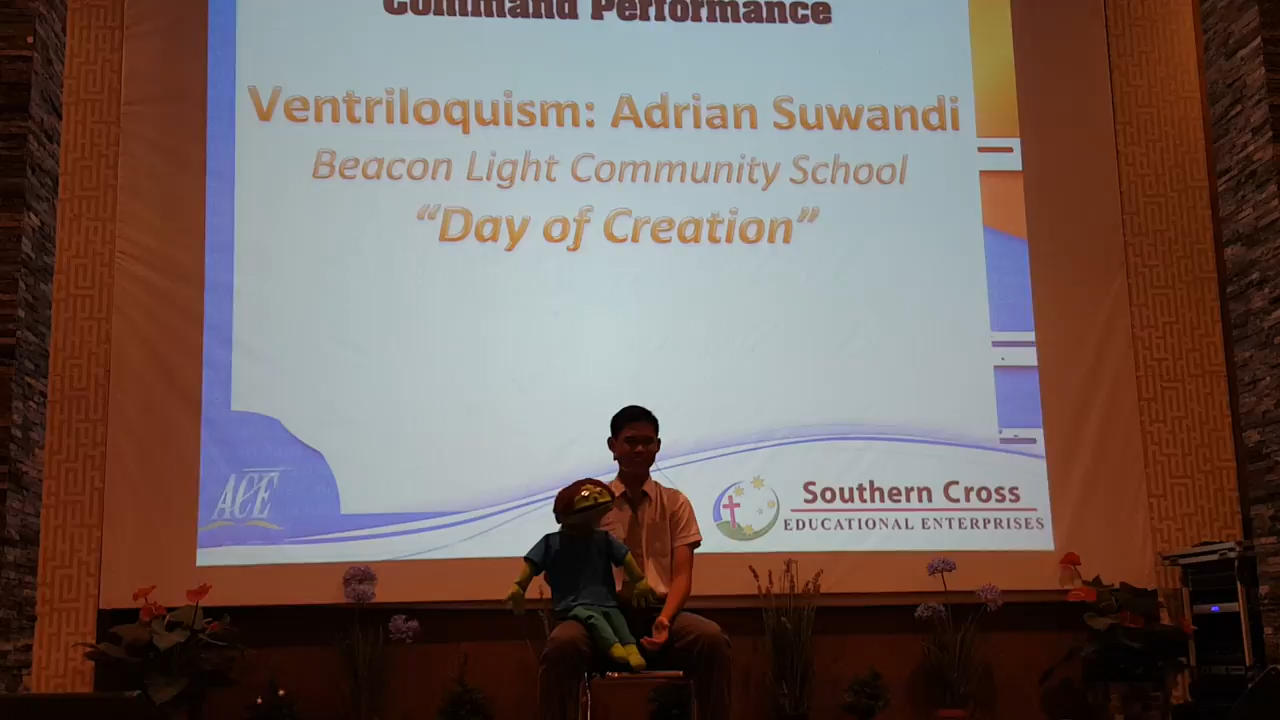 Command Performance
Ventriloquism: Adrian Suwandi
Beacon Light Community School
“Day of Creation”
ACE
Southern Cross
EDUCATIONAL ENTERPRISES